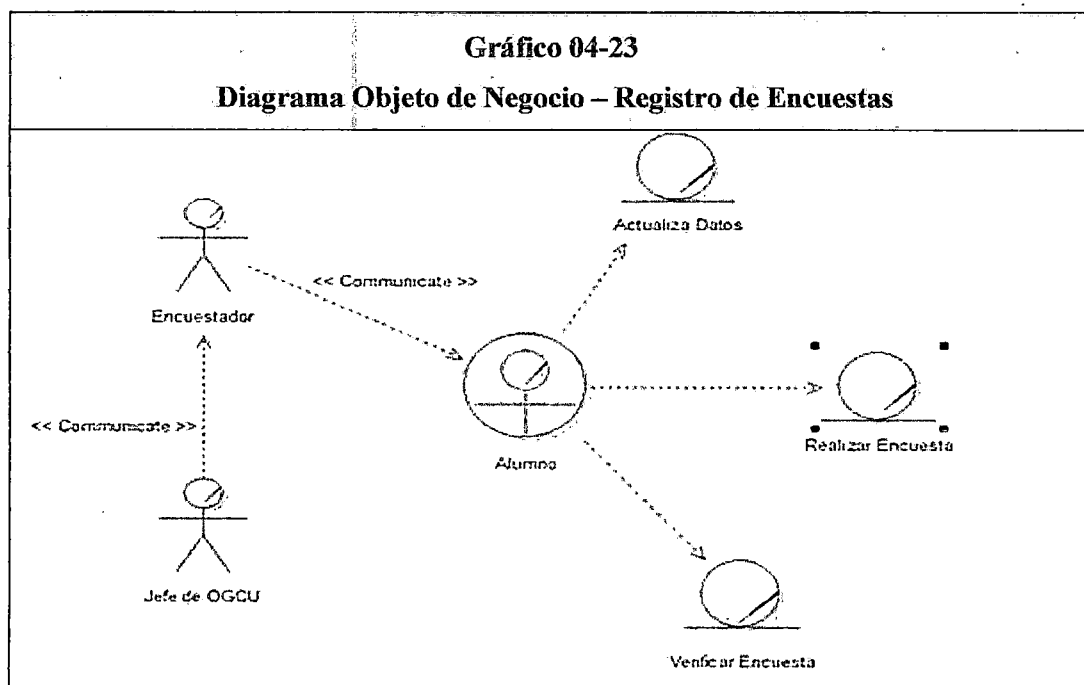 Gráfico 04-23
Diagrama Objeto de Negocio – Registro de Encuestas
Actualiza Datos
Encuestador
<< Communicate >>
<< Communicate >>
Alumno
Realizar Encuesta
Jefe de OGCU
Verificar Encuesta